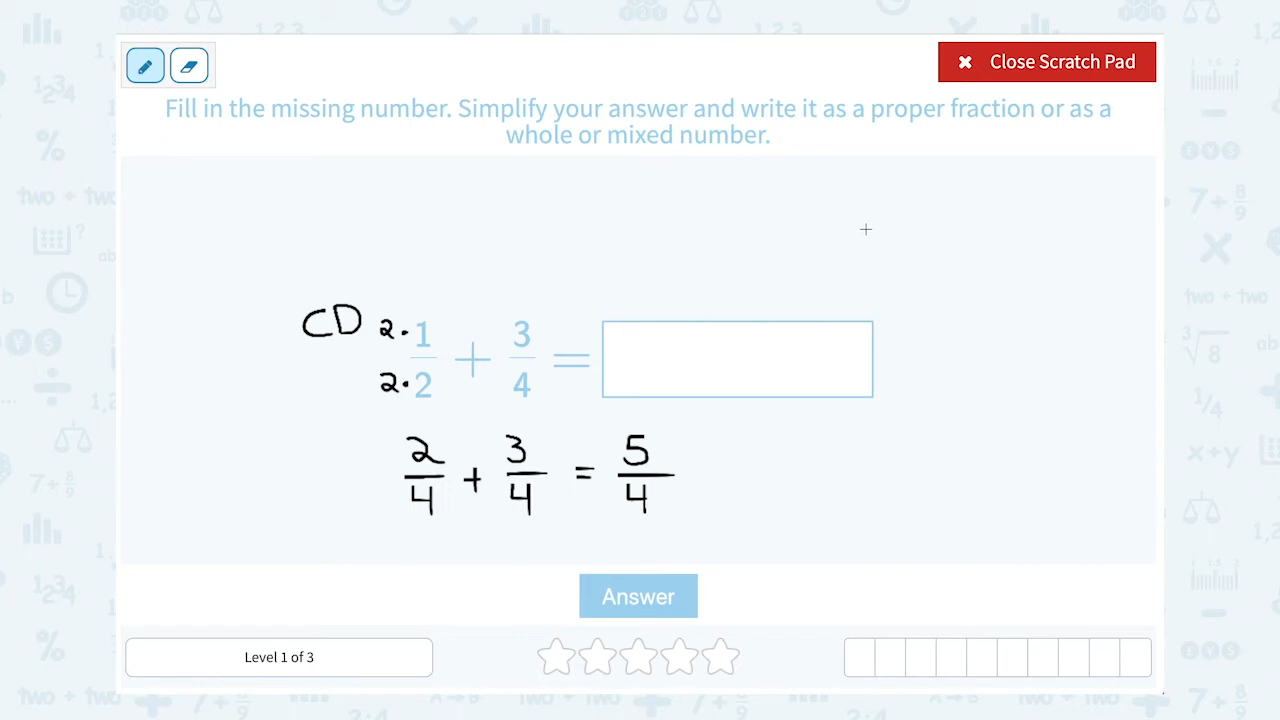 Close Scratch Pad
Fill in the missing number. Simplify your answer and write it as a proper fraction or as a
whole or mixed number.
CD 2· 1/2 + 3/4 =
2·
2/4 + 3/4 = 5/4
Answer
Level 1 of 3